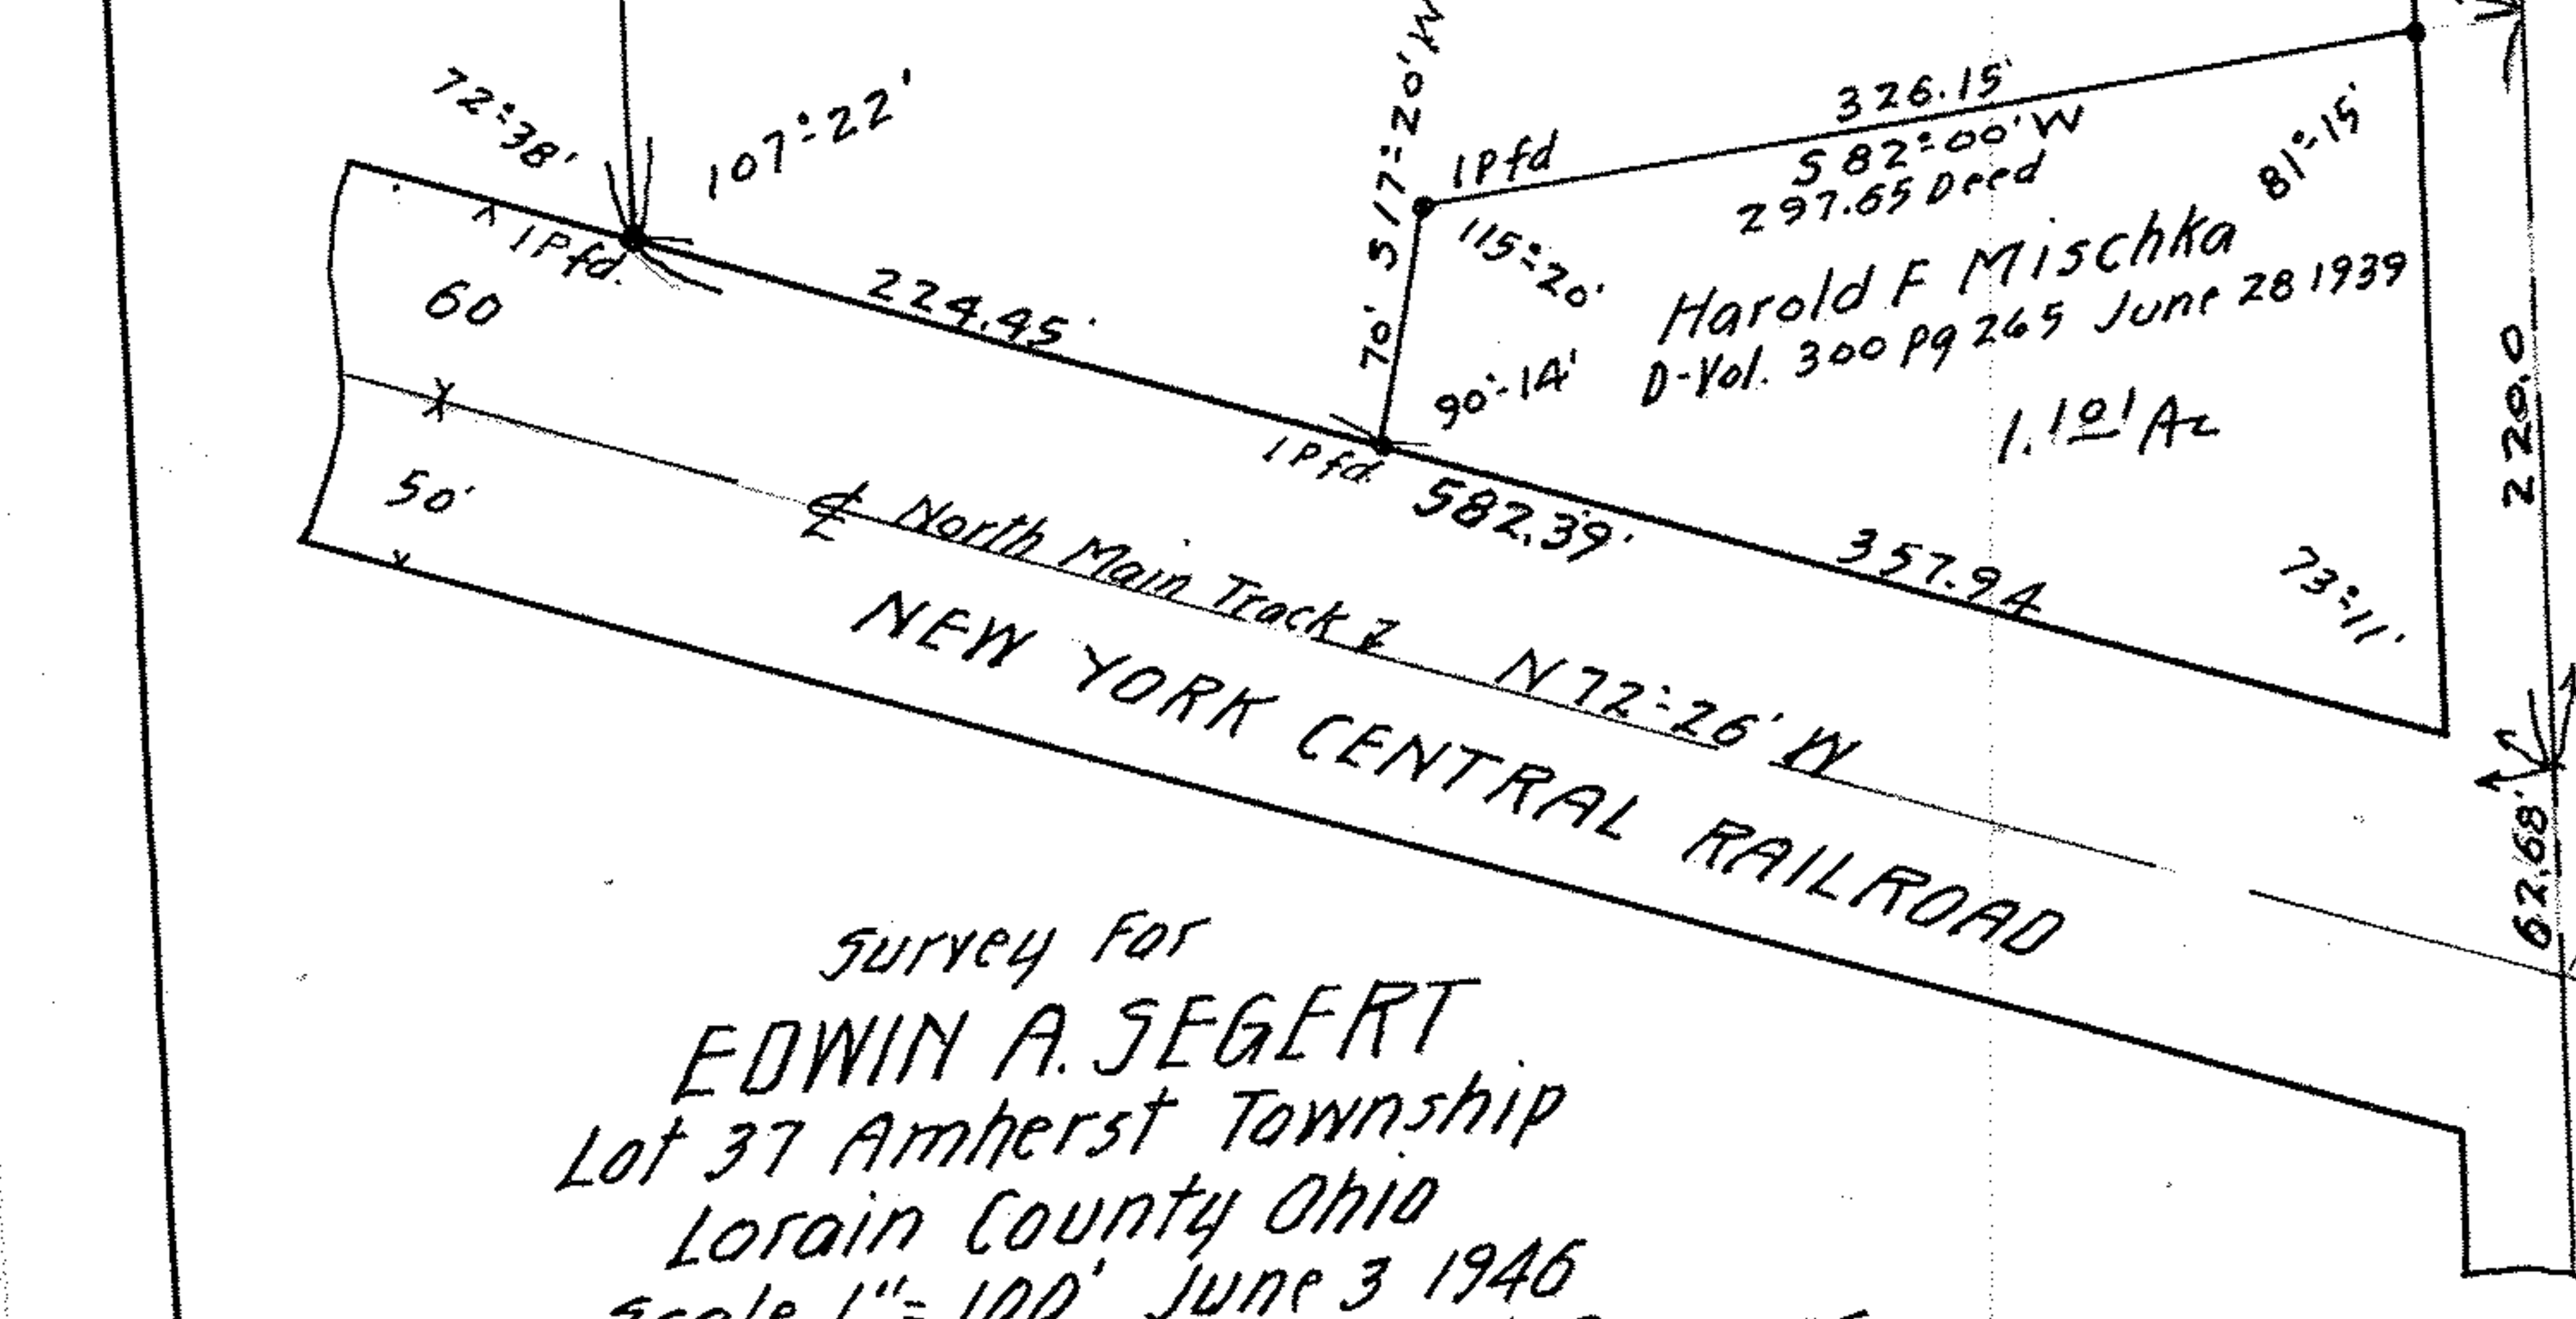 72°-38'
107°-22'
S 17°-20' W
70'
326.15'
S 82°-00' W
297.65 Deed
81°-15'
1Pfd
115°-20'
Harold F Mischka
D-Vol. 300 Pg 265 June 28 1939
1.101 Ac
90°-14'
1Pfd.
60
224.45'
1Pfd.
582.39'
357.94
73°-11'
220.0
50'
℄ North Main Track
N 72°-26' W
NEW YORK CENTRAL RAILROAD
62.68'
Survey For
EDWIN A. SEGERT
Lot 37 Amherst Township
Lorain County Ohio
Scale 1"= 100' June 3 1946